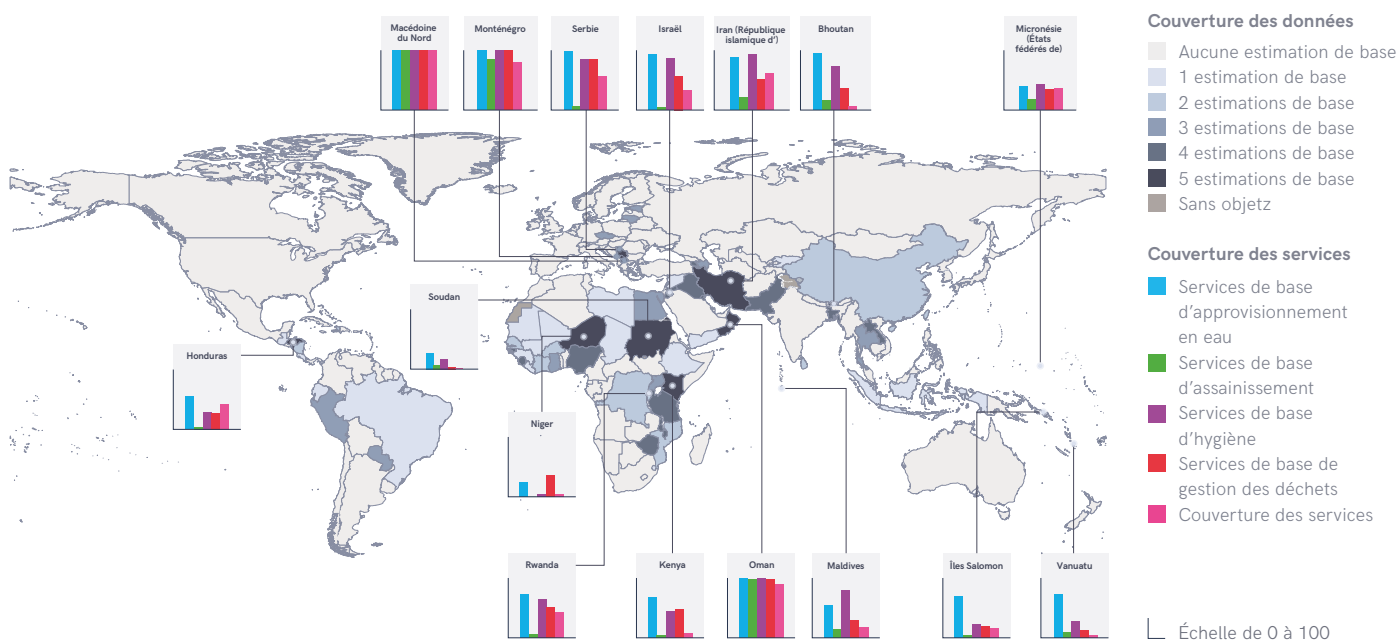 Macédoine
du Nord
Monténégro
Serbie
Israël
Iran (République
islamique d')
Bhoutan
Micronésie
(États
fédérés de)
Soudan
Honduras
Niger
Rwanda
Kenya
Oman
Maldives
Îles Salomon
Vanuatu
Couverture des données
Aucune estimation de base
1 estimation de base
2 estimations de base
3 estimations de base
4 estimations de base
5 estimations de base
Sans objetz
Couverture des services
Services de base
d'approvisionnement
en eau
Services de base
d'assainissement
Services de base
d'hygiène
Services de base de
gestion des déchets
Couverture des services
Échelle de 0 à 100